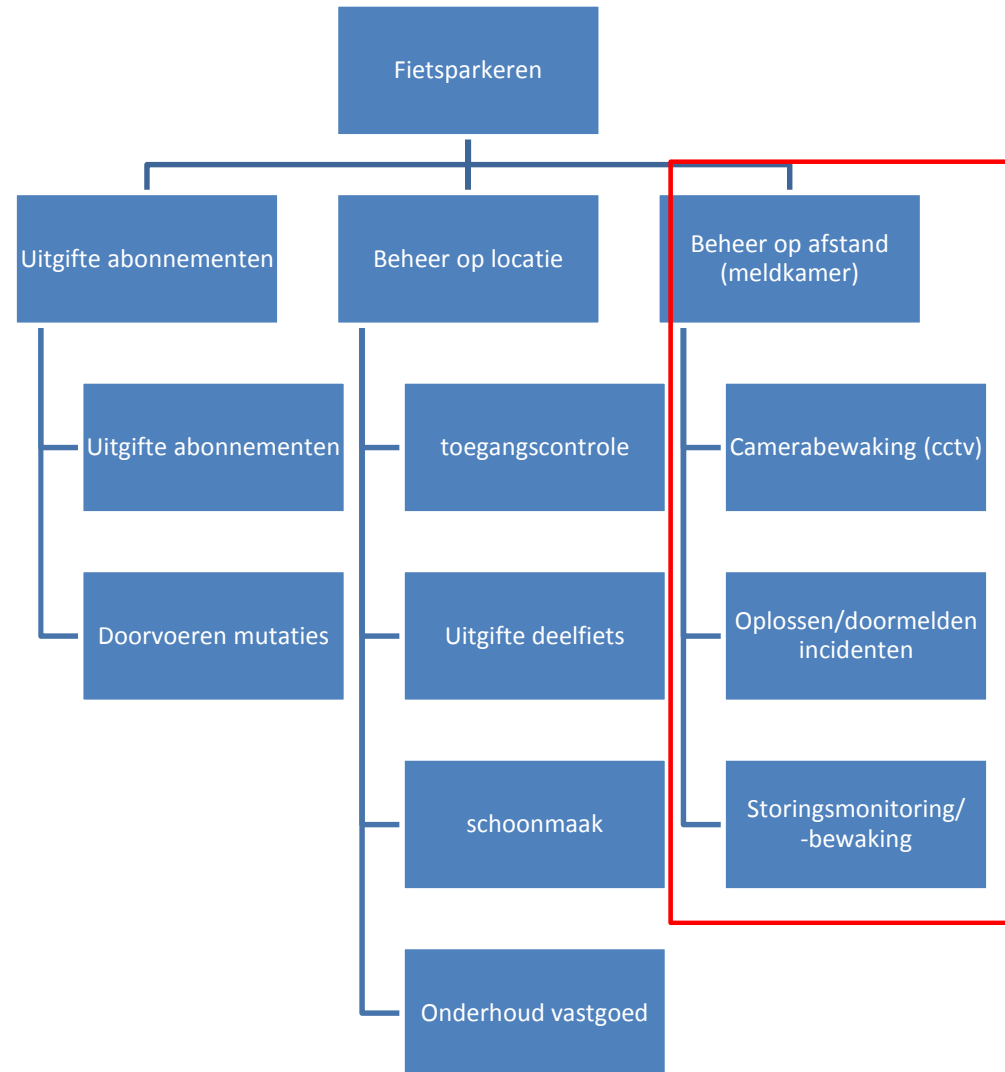 Fietsparkeren
Uitgifte abonnementen
Beheer op locatie
Beheer op afstand
(meldkamer)
Uitgifte abonnementen
toegangscontrole
Camerabewaking (cctv)
Doorvoeren mutaties
Uitgifte deelfiets
Oplossen/doormelden
incidenten
schoonmaak
Storingsmonitoring/
-bewaking
Onderhoud vastgoed